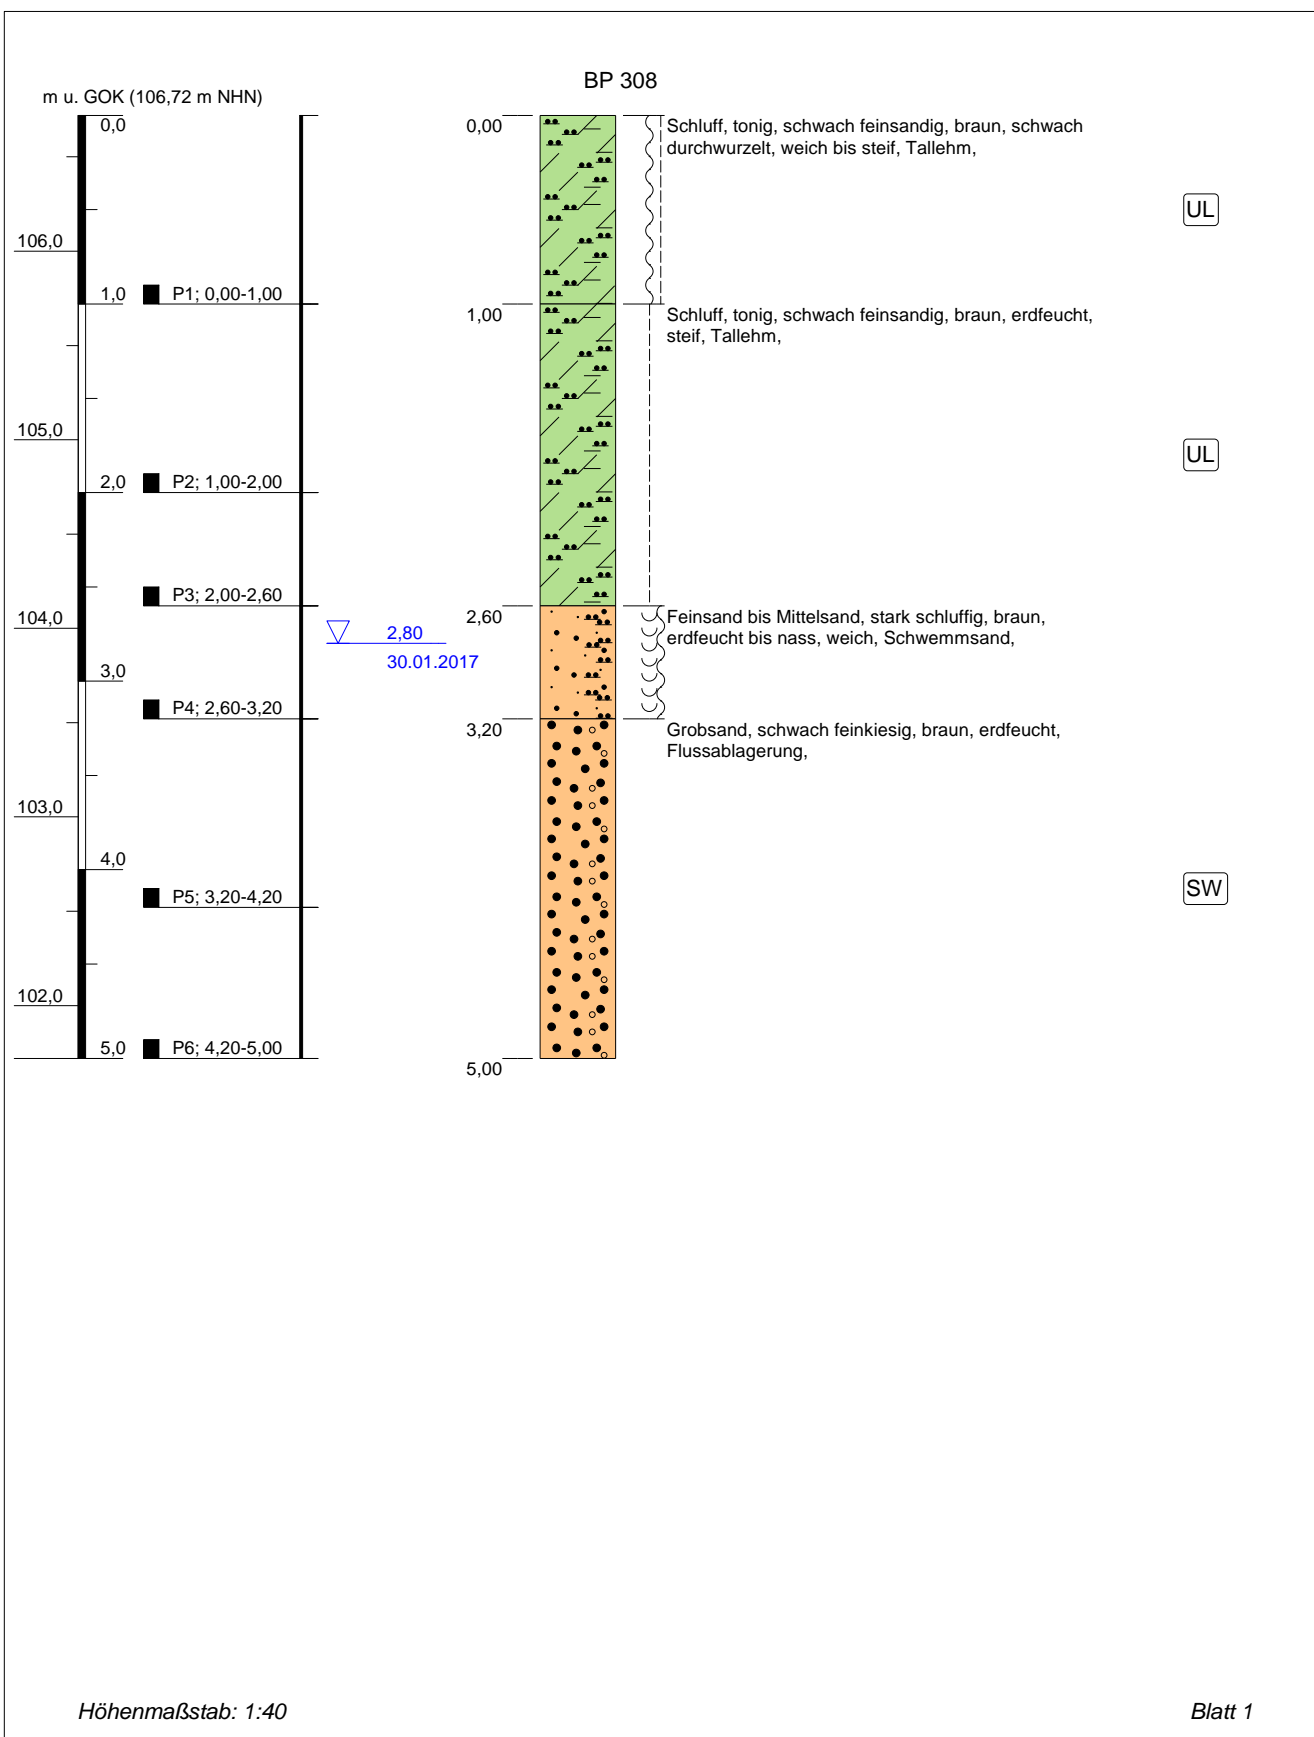 BP 308
m u. GOK (106,72 m NHN)
0,0
0,00
Schluff, tonig, schwach feinsandig, braun, schwach
durchwurzelt, weich bis steif, Tallehm,
UL
106,0
1,0
P1; 0,00-1,00
1,00
Schluff, tonig, schwach feinsandig, braun, erdfeucht,
steif, Tallehm,
105,0
UL
2,0
P2; 1,00-2,00
P3; 2,00-2,60
104,0
2,60
Feinsand bis Mittelsand, stark schluffig, braun,
erdfeucht bis nass, weich, Schwemmsand,
2,80
30.01.2017
3,0
P4; 2,60-3,20
3,20
Grobsand, schwach feinkiesig, braun, erdfeucht,
Flussablagerung,
103,0
4,0
P5; 3,20-4,20
SW
102,0
5,0
P6; 4,20-5,00
5,00
Höhenmaßstab: 1:40
Blatt 1